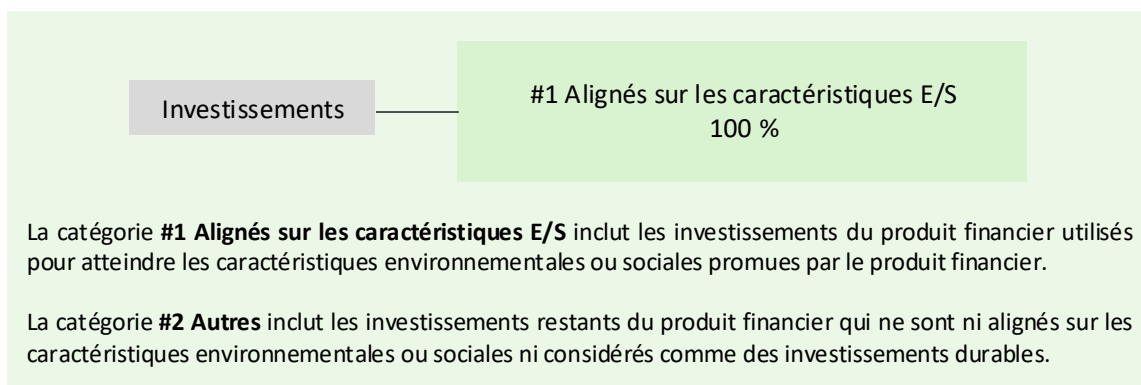 Investissements
#1 Alignés sur les caractéristiques E/S
100 %
La catégorie #1 Alignés sur les caractéristiques E/S inclut les investissements du produit financier utilisés
pour atteindre les caractéristiques environnementales ou sociales promues par le produit financier.
La catégorie #2 Autres inclut les investissements restants du produit financier qui ne sont ni alignés sur les
caractéristiques environnementales ou sociales ni considérés comme des investissements durables.